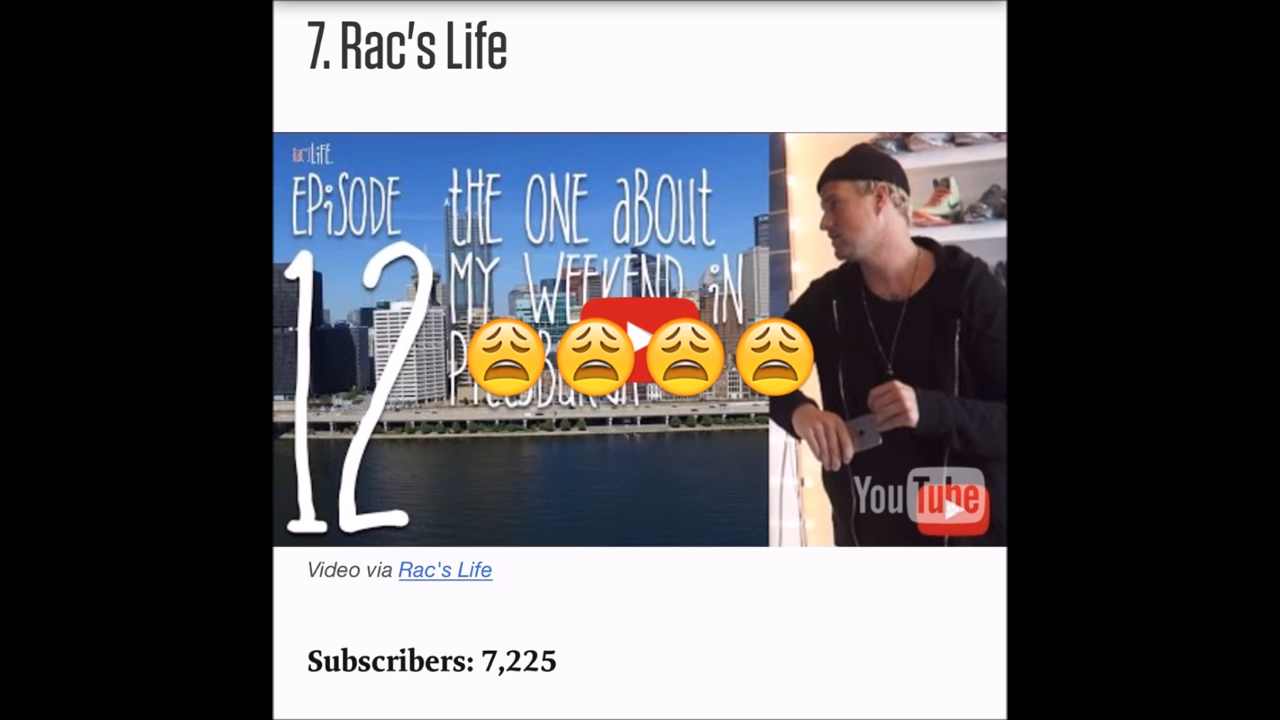 7. Rac's Life
Rac's LiFE.
EPiSODE
12
tHE ONE aBOut
MY WEEKEND iN
YouTube
Video via Rac's Life
Subscribers: 7,225